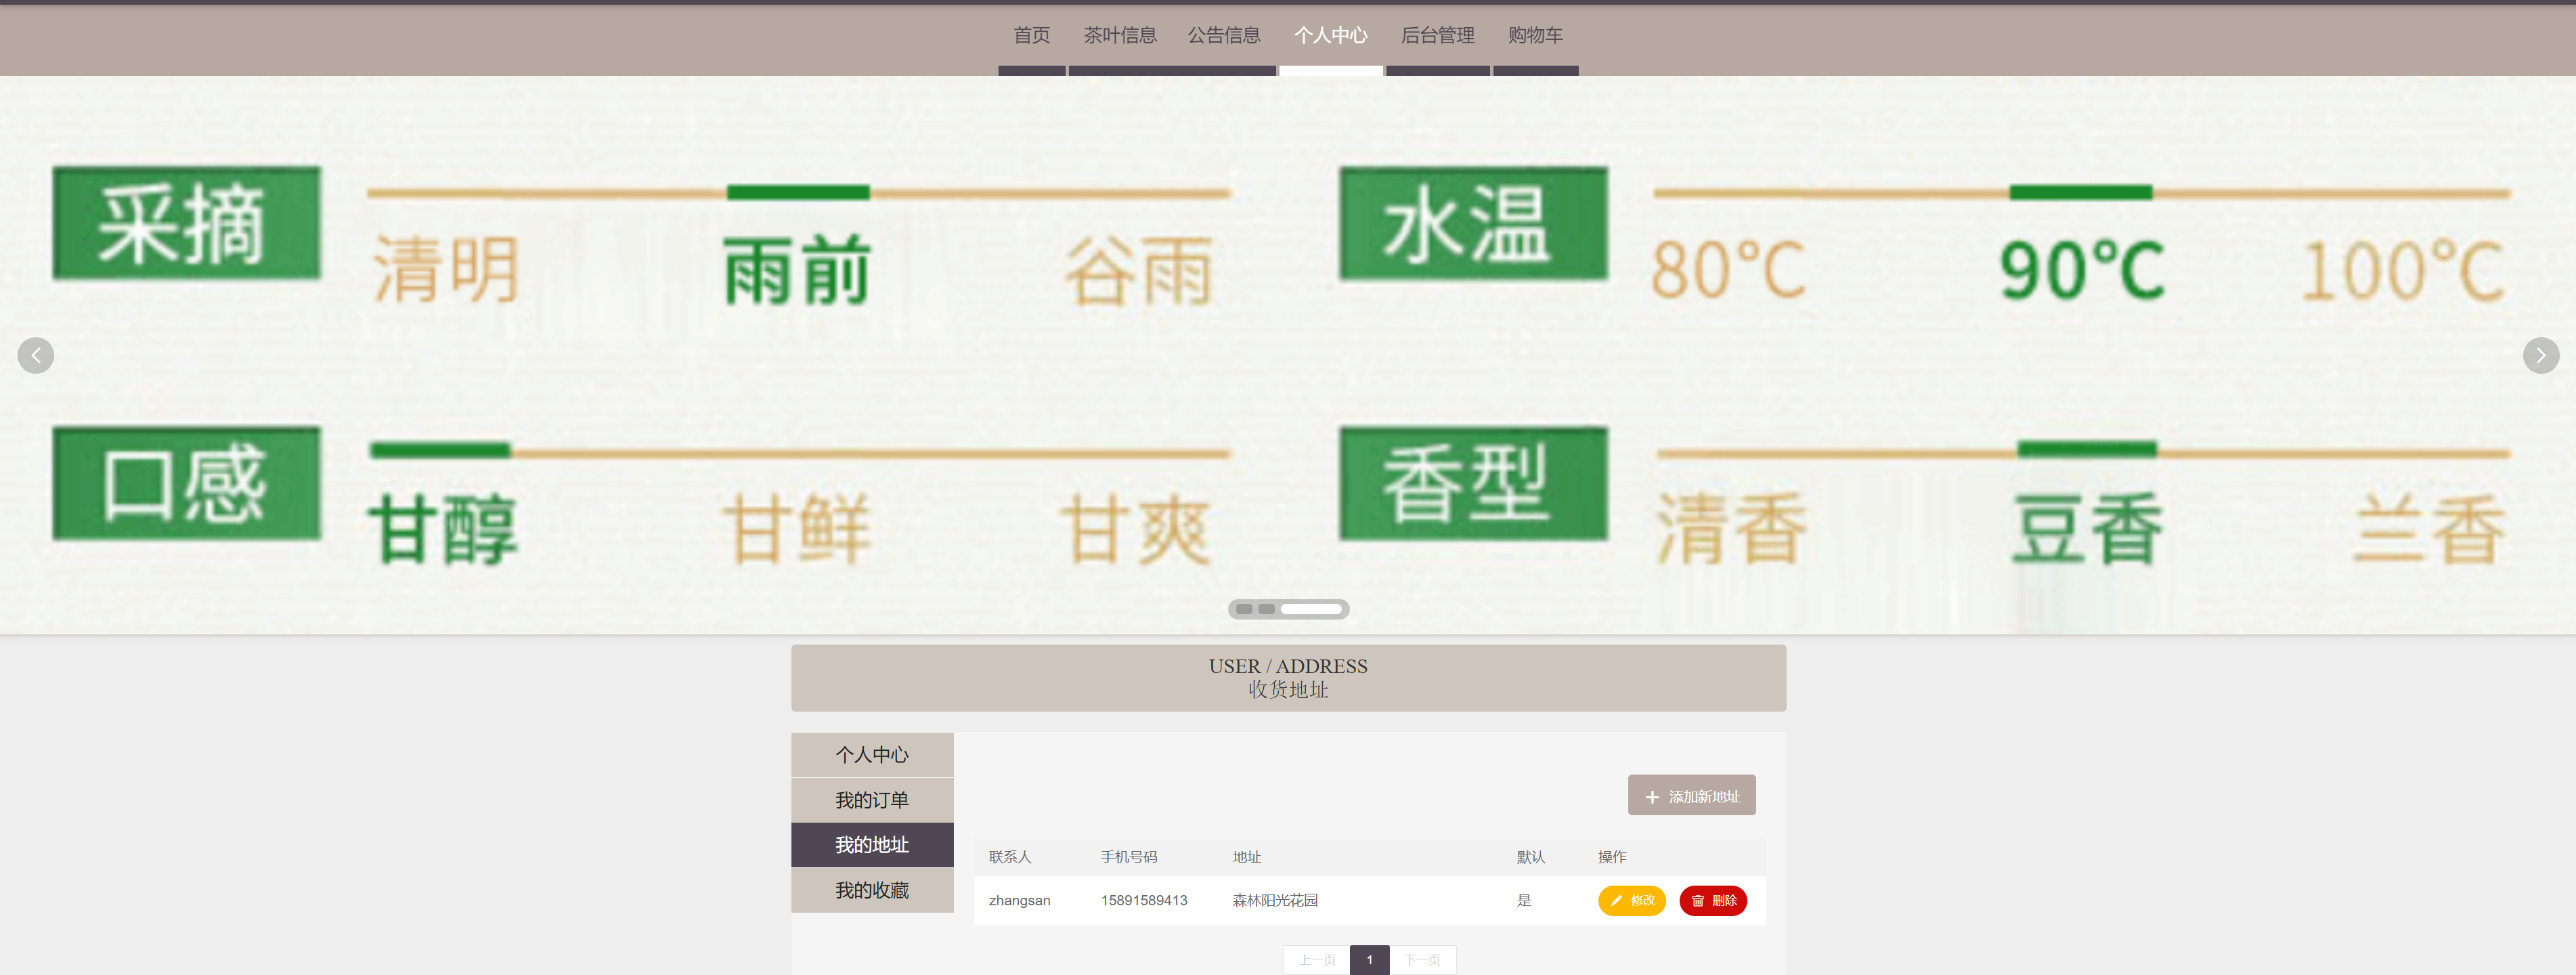 首页 茶叶信息 公告信息 个人中心 后台管理 购物车
采摘 清明 雨前 谷雨
水温 80°C 90°C 100°C
口感 甘醇 甘鲜 甘爽
香型 清香 豆香 兰香
USER / ADDRESS
收货地址
个人中心
我的订单
我的地址
我的收藏
添加新地址
联系人 手机号码 地址 默认 操作
zhangsan 15891589413 森林阳光花园 是 修改 删除
上一页 1 下一页